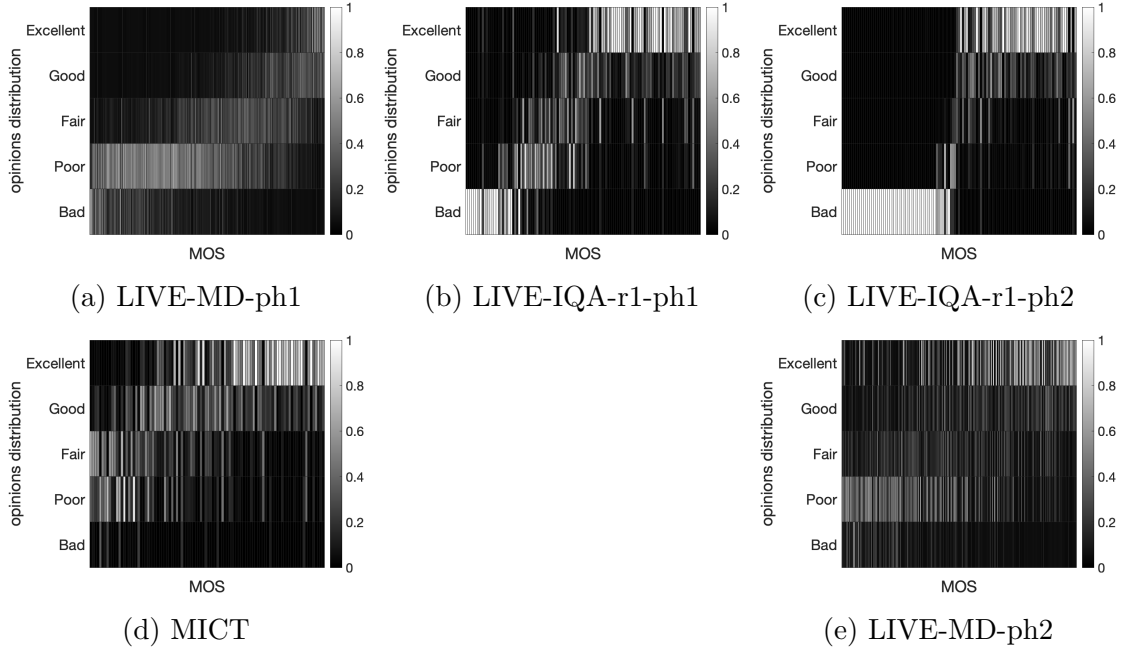 opinions distribution
Excellent
Good
Fair
Poor
Bad
MOS
1
0.8
0.6
0.4
0.2
0
(a) LIVE-MD-ph1
opinions distribution
Excellent
Good
Fair
Poor
Bad
MOS
1
0.8
0.6
0.4
0.2
0
(b) LIVE-IQA-r1-ph1
opinions distribution
Excellent
Good
Fair
Poor
Bad
MOS
1
0.8
0.6
0.4
0.2
0
(c) LIVE-IQA-r1-ph2
opinions distribution
Excellent
Good
Fair
Poor
Bad
MOS
1
0.8
0.6
0.4
0.2
0
(d) MICT
opinions distribution
Excellent
Good
Fair
Poor
Bad
MOS
1
0.8
0.6
0.4
0.2
0
(e) LIVE-MD-ph2